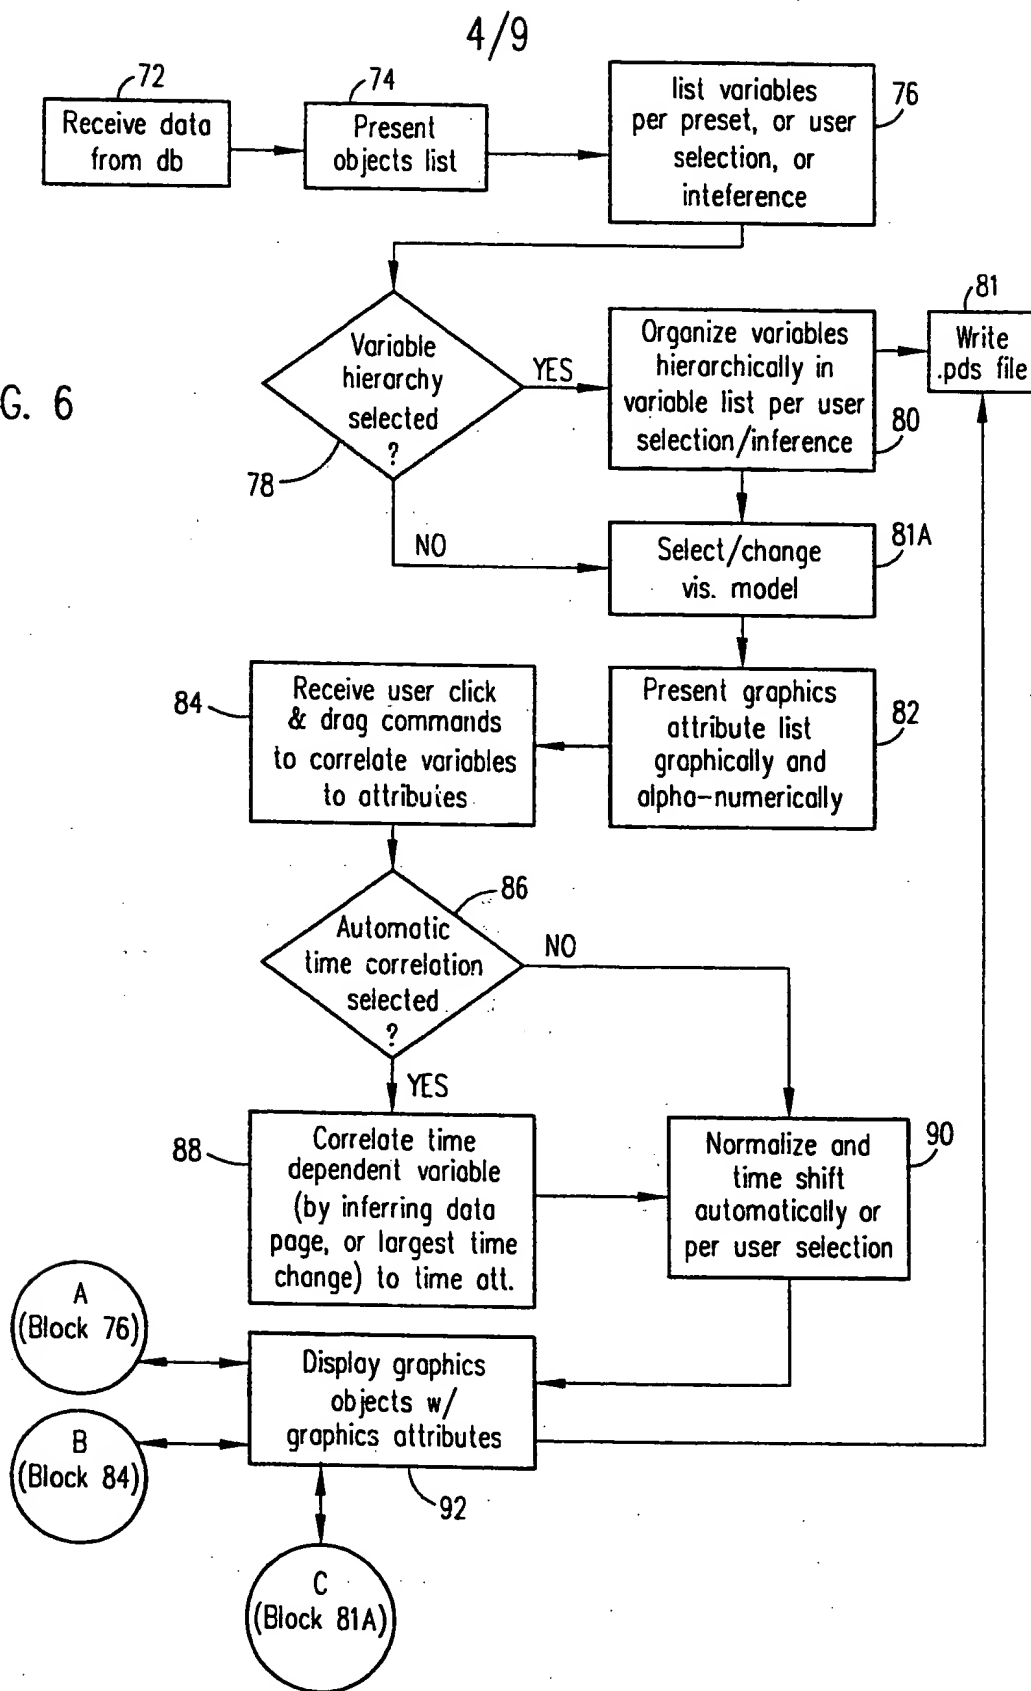 4/9
72
Receive data
from db
74
Present
objects list
76
list variables
per preset, or user
selection, or
inteference
G. 6
Variable
hierarchy
selected
?
78
YES
NO
Organize variables
hierarchically in
variable list per user
selection/inference
80
81
Write
.pds file
Select/change
vis. model
81A
84
Receive user click
& drag commands
to correlate variables
to attributes
Present graphics
attribute list
graphically and
alpha-numerically
82
86
Automatic
time correlation
selected
?
NO
YES
88
Correlate time
dependent variable
(by inferring data
page, or largest time
change) to time att.
Normalize and
time shift
automatically or
per user selection
90
A
(Block 76)
Display graphics
objects w/
graphics attributes
92
B
(Block 84)
C
(Block 81A)